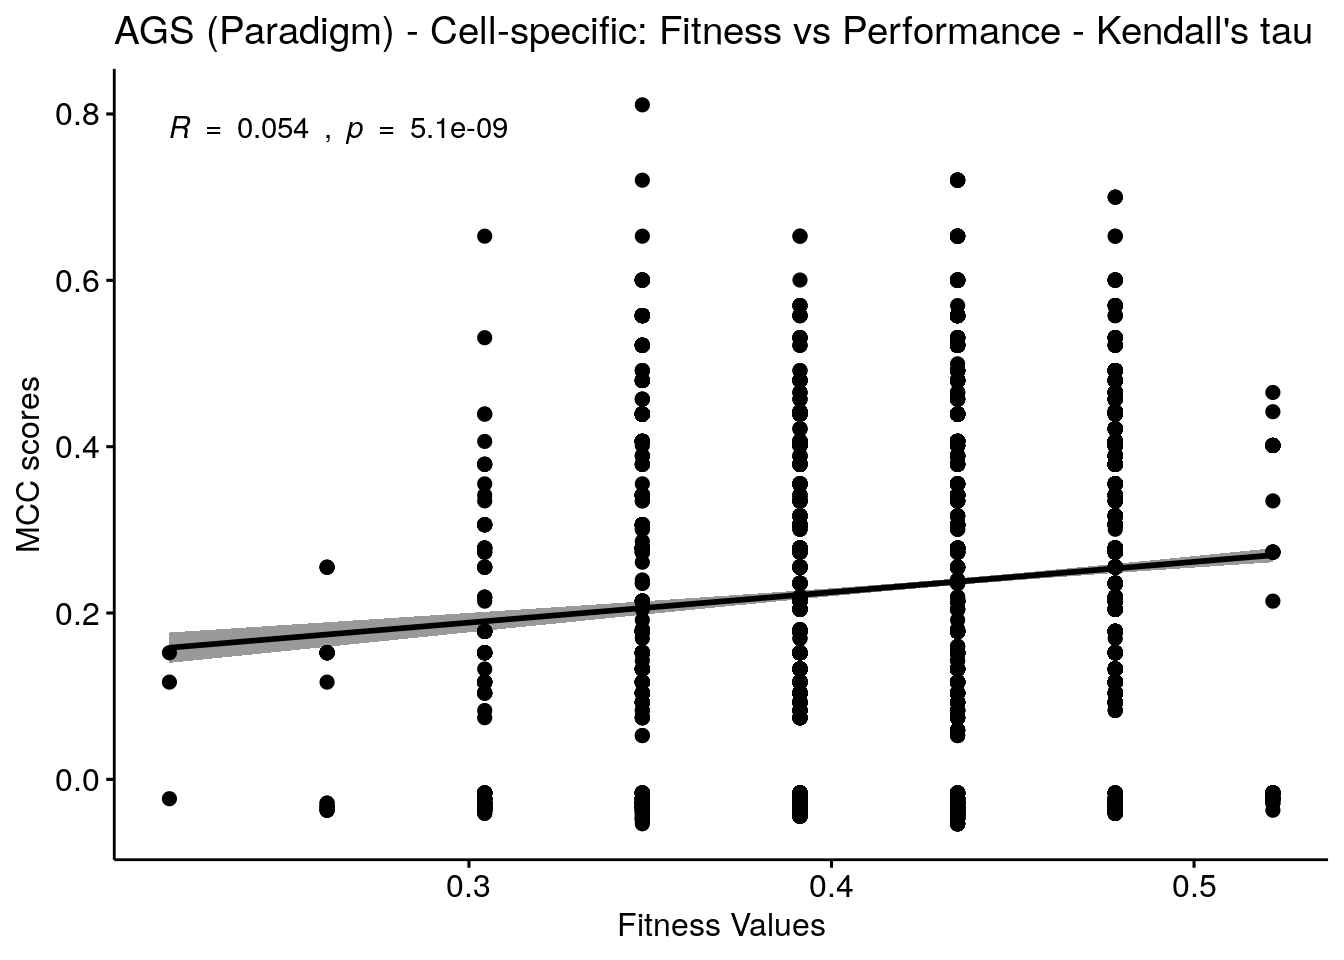 AGS (Paradigm) - Cell-specific: Fitness vs Performance - Kendall's tau
R = 0.054 , p = 5.1e-09
MCC scores
0.8
0.6
0.4
0.2
0.0
0.3 0.4 0.5
Fitness Values